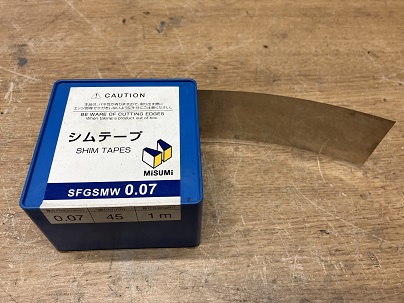 ⚠ CAUTION
BE WARE OF CUTTING EDGES
When taking a product out of box.
シムテープ
SHIM TAPES
MiSUMi
SFGSMW 0.07
0.07 45 1m